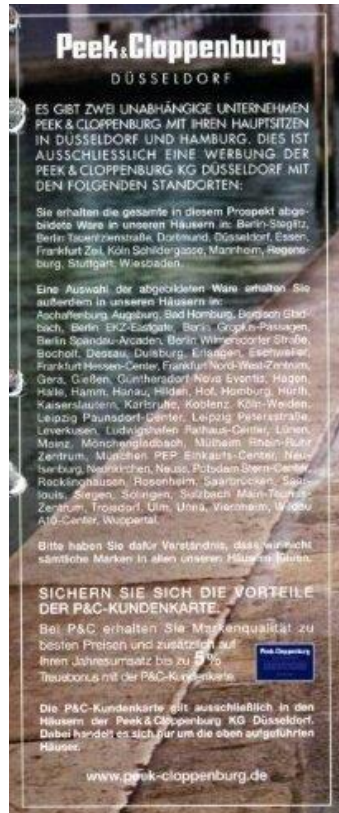 Peek & Cloppenburg
DÜSSELDORF
ES GIBT ZWEI UNABHÄNGIGE UNTERNEHMEN
PEEK & CLOPPENBURG MIT IHREN HAUPTSITZEN
IN DÜSSELDORF UND HAMBURG. DIES IST
AUSSCHLIESSLICH EINE WERBUNG DER
PEEK & CLOPPENBURG KG DÜSSELDORF MIT
DEN FOLGENDEN STANDORTEN:
Sie erhalten die gesamte in diesem Prospekt abge-
bildete Ware in unseren Häusern in: Berlin-Steglitz,
Berlin Tauentzienstraße, Dortmund, Düsseldorf, Essen,
Frankfurt Zeil, Köln Schildergasse, Mannheim, Regens-
burg, Stuttgart, Wiesbaden.
Eine Auswahl der abgebildeten Ware erhalten Sie
außerdem in unseren Häusern in:
Aschaffenburg, Augsburg, Bad Homburg, Bergisch Glad-
bach, Berlin EKZ-Eastgate, Berlin Gropius-Passagen,
Berlin Spandau-Arcaden, Berlin Wilmersdorfer Straße,
Bocholt, Dessau, Duisburg, Erlangen, Eschweiler,
Frankfurt Hessen-Center, Frankfurt Nord-West-Zentrum,
Gera, Gießen, Günthersdorf Nova Eventis, Hagen,
Halle, Hamm, Hanau, Hilden, Hof, Homburg, Hürth,
Kaiserslautern, Karlsruhe, Koblenz, Köln-Weiden,
Leipzig Paunsdorf-Center, Leipzig Petersstraße,
Leverkusen, Ludwigshafen Rathaus-Center, Lünen,
Mainz, Mönchengladbach, Mülheim Rhein-Ruhr
Zentrum, München PEP Einkaufs-Center, Neu-
Isenburg, Neunkirchen, Neuss, Potsdam Stern-Center,
Recklinghausen, Rosenheim, Saarbrücken, Saar-
louis, Siegen, Solingen, Sulzbach Main-Taunus-
Zentrum, Troisdorf, Ulm, Unna, Viernheim, Wildau
A10-Center, Wuppertal.
Bitte haben Sie dafür Verständnis, dass wir nicht
sämtliche Marken in allen unseren Häusern führen.
SICHERN SIE SICH DIE VORTEILE
DER P&C-KUNDENKARTE.
Bei P&C erhalten Sie Markenqualität zu
besten Preisen und zusätzlich auf
Ihren Jahresumsatz bis zu 5%
Treuebonus mit der P&C-Kundenkarte.
Peek & Cloppenburg
Die P&C-Kundenkarte gilt ausschließlich in den
Häusern der Peek & Cloppenburg KG Düsseldorf.
Dabei handelt es sich nur um die oben aufgeführten
Häuser.
www.peek-cloppenburg.de